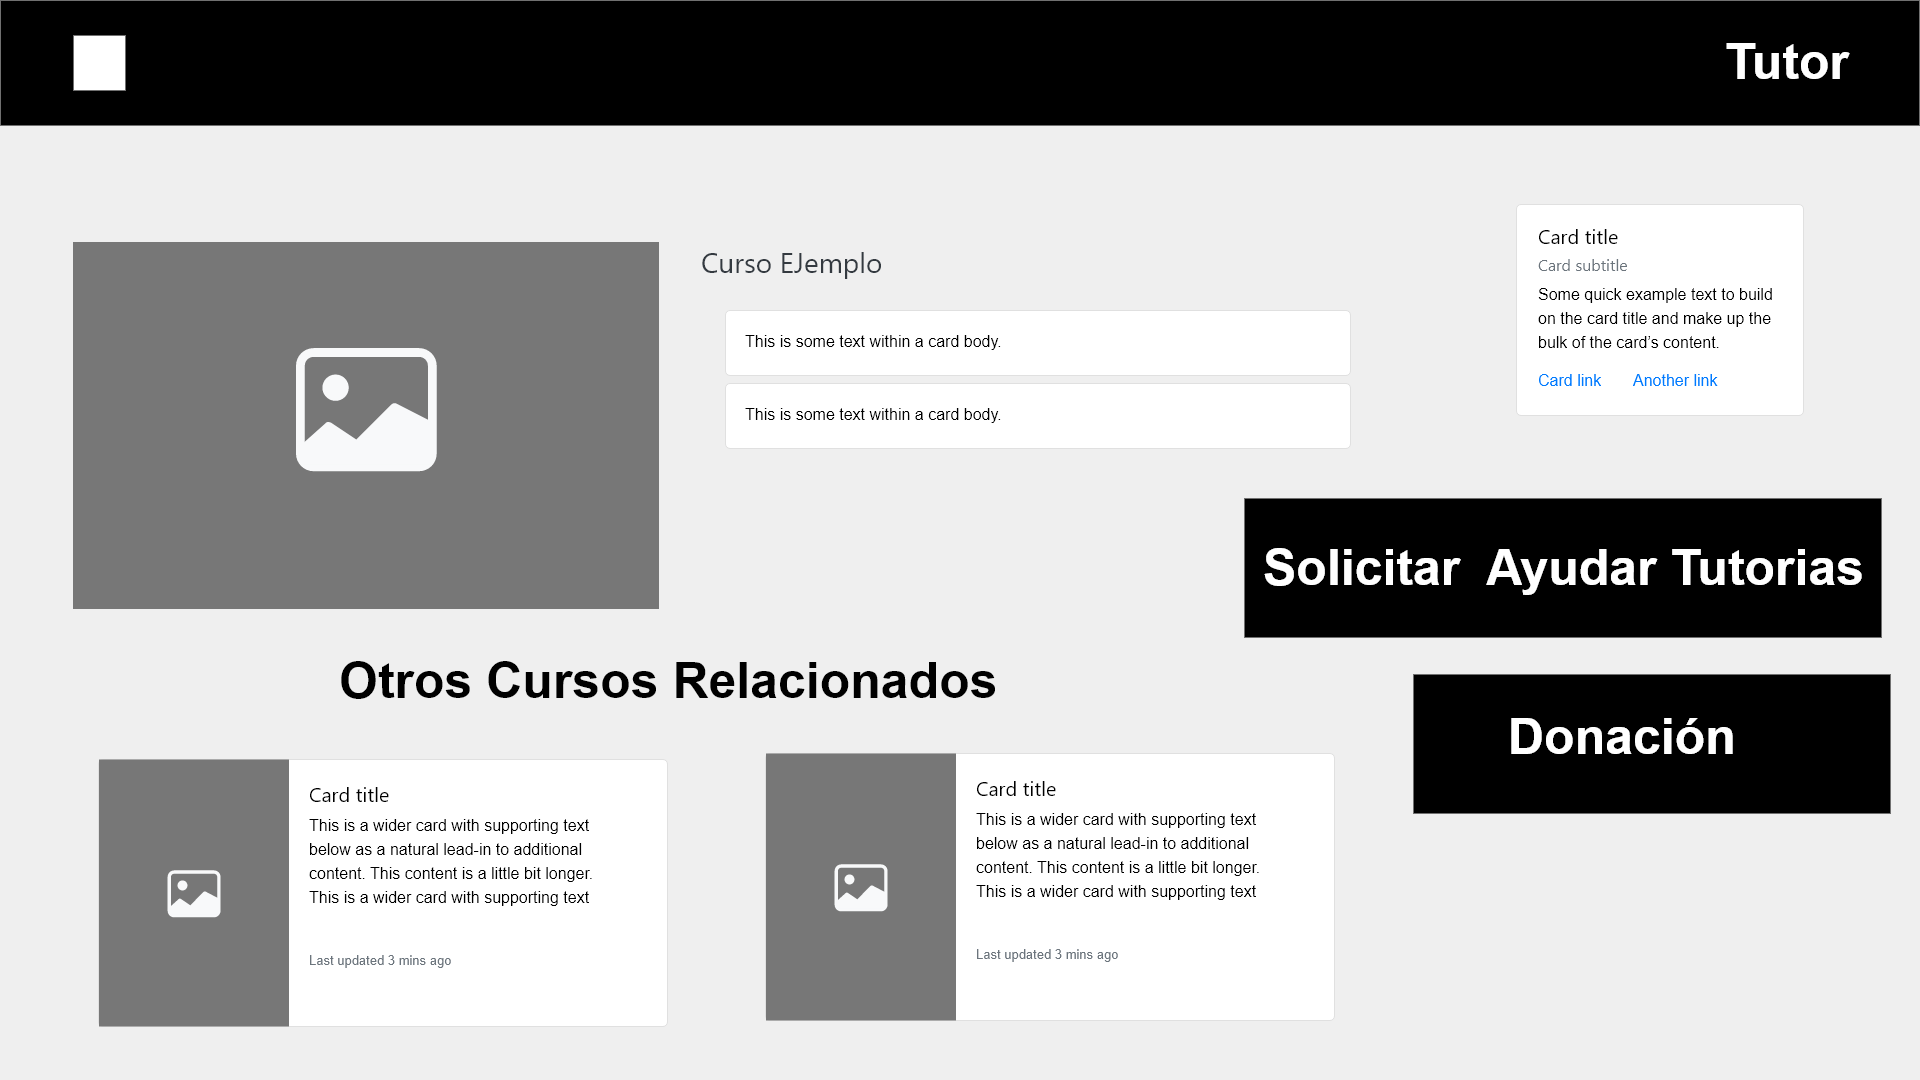 Tutor
Curso EJemplo
This is some text within a card body.
This is some text within a card body.
Card title
Card subtitle
Some quick example text to build
on the card title and make up the
bulk of the card's content.
Card link Another link
Solicitar  Ayudar Tutorias
Donación
Otros Cursos Relacionados
Card title
This is a wider card with supporting text
below as a natural lead-in to additional
content. This content is a little bit longer.
This is a wider card with supporting text
Last updated 3 mins ago
Card title
This is a wider card with supporting text
below as a natural lead-in to additional
content. This content is a little bit longer.
This is a wider card with supporting text
Last updated 3 mins ago